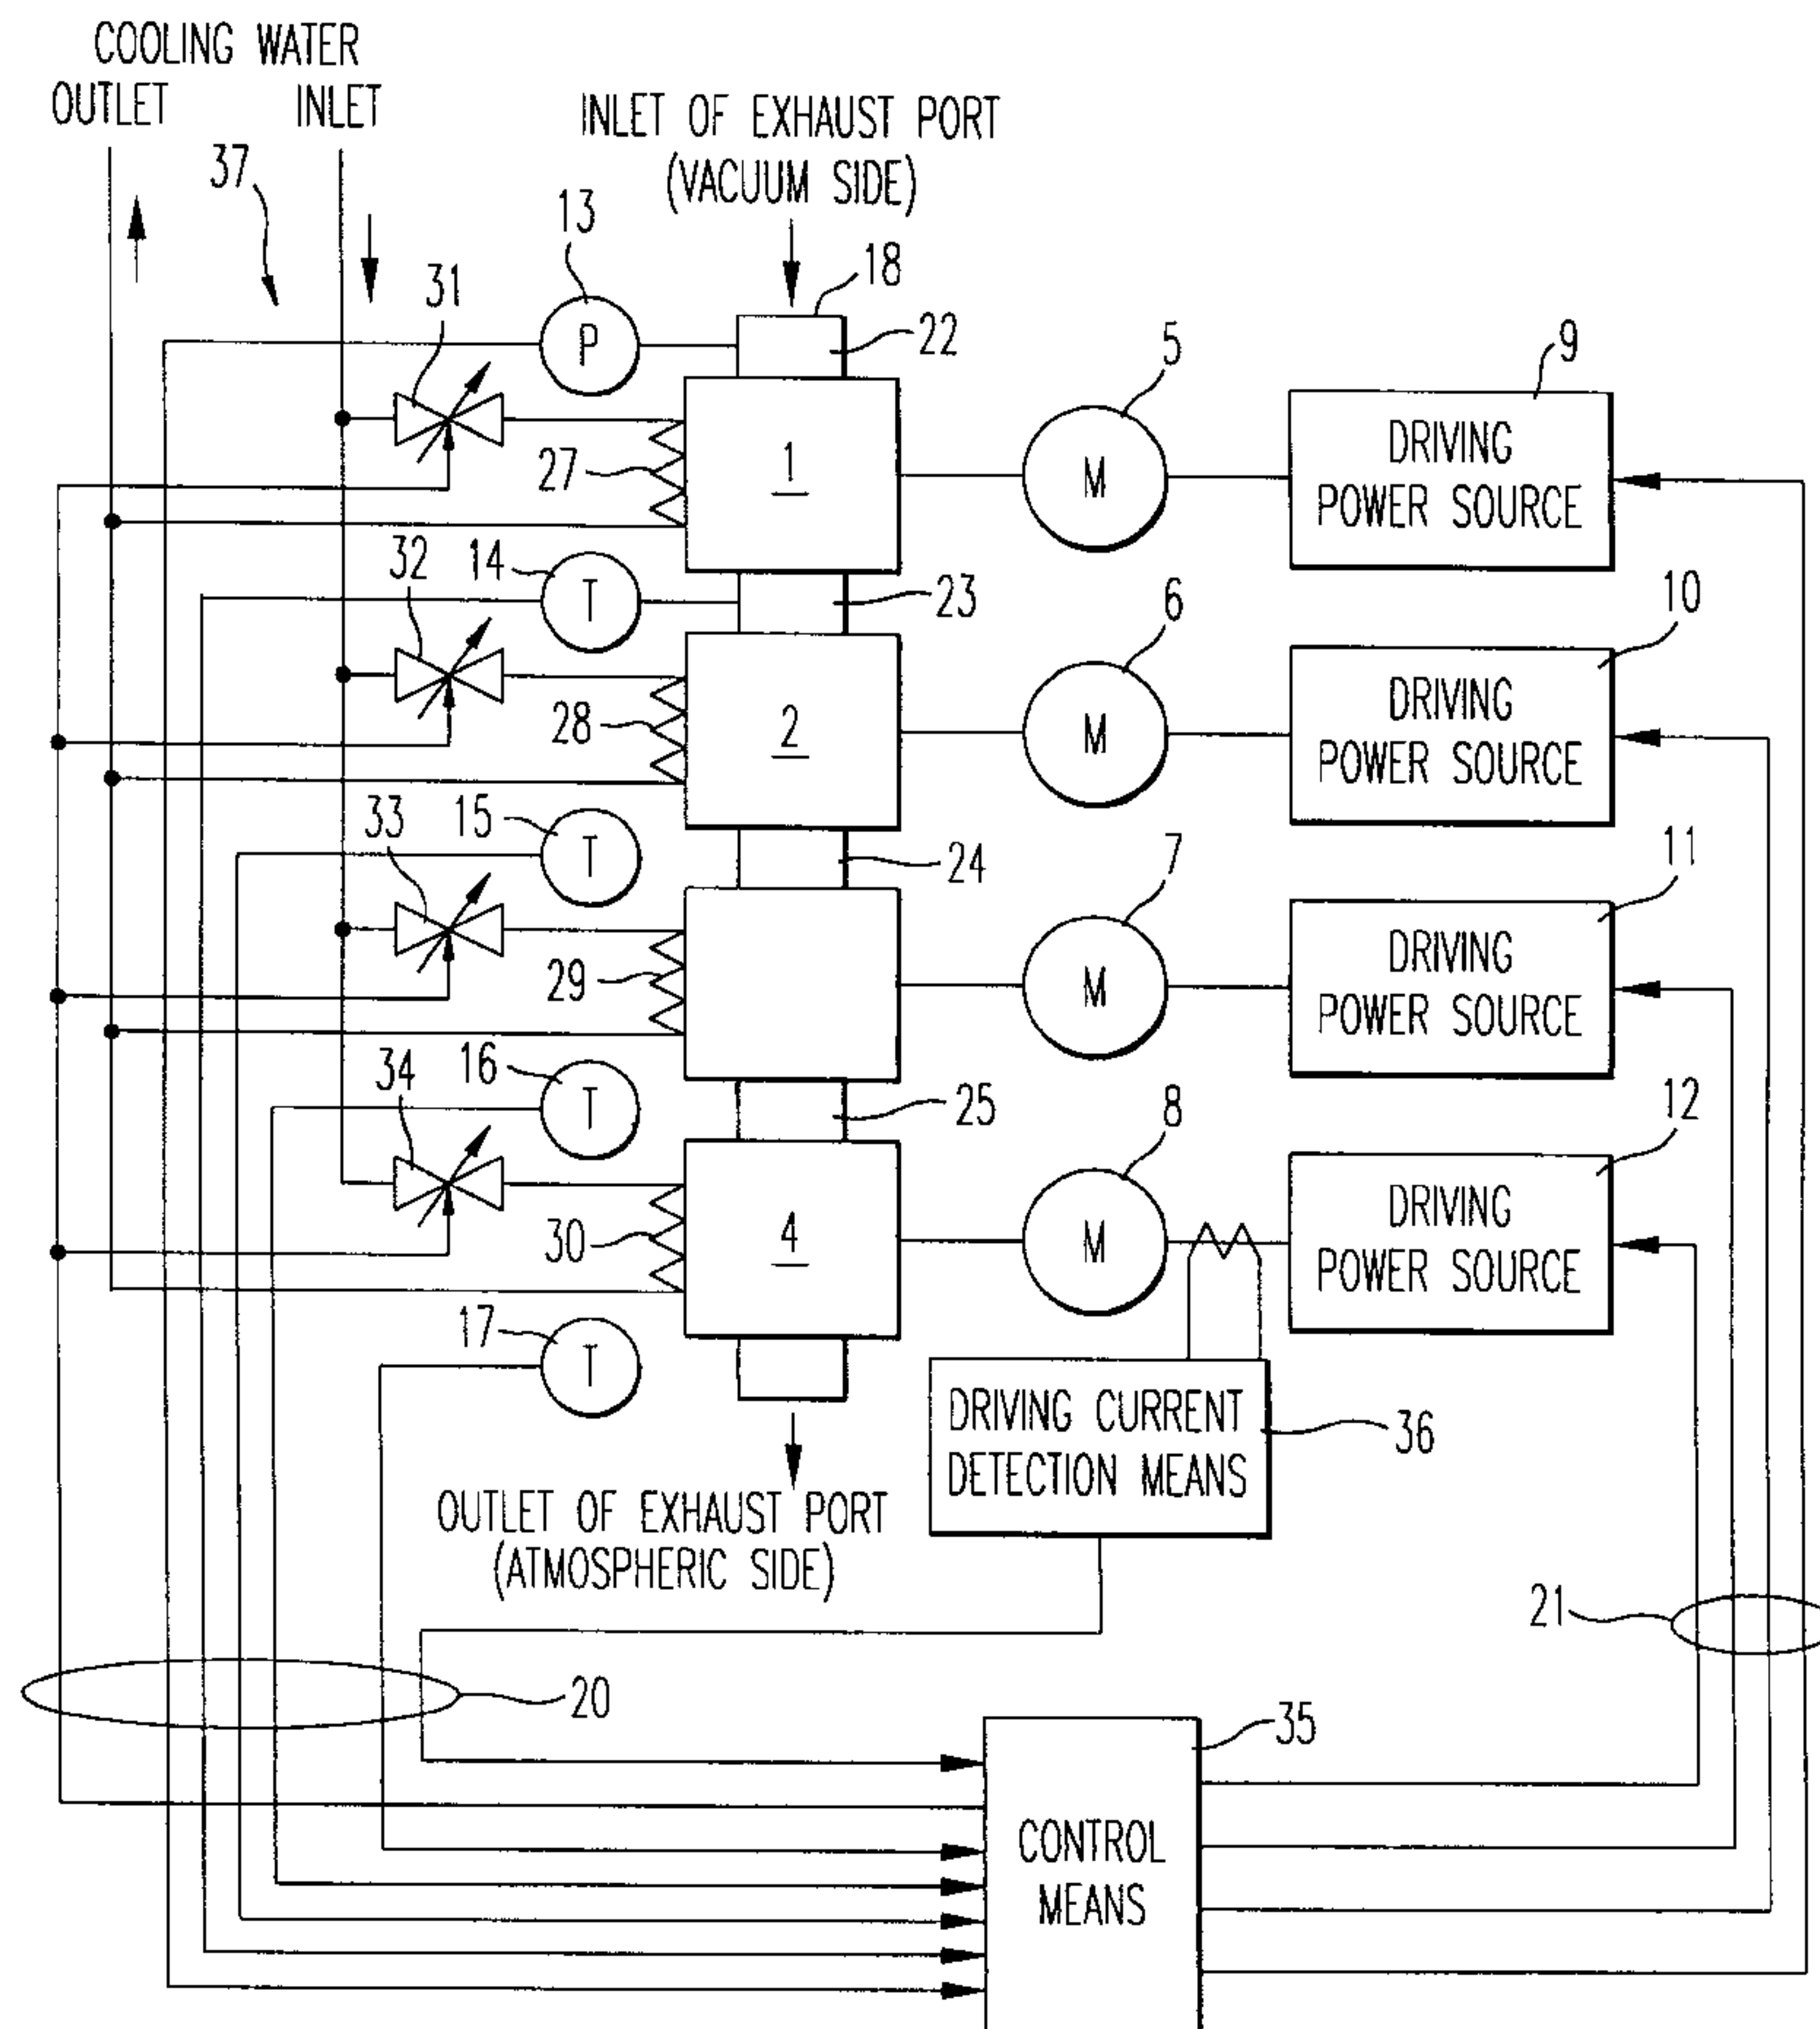 COOLING WATER
OUTLET
INLET
INLET OF EXHAUST PORT
(VACUUM SIDE)
37
13
18
31
P
22
5
9
1
M
DRIVING
POWER SOURCE
27
32
14
T
23
6
10
28
2
M
DRIVING
POWER SOURCE
33
15
T
24
7
11
29
M
DRIVING
POWER SOURCE
34
16
T
25
8
12
30
4
M
DRIVING
POWER SOURCE
17
T
DRIVING CURRENT
DETECTION MEANS
36
OUTLET OF EXHAUST PORT
(ATMOSPHERIC SIDE)
21
20
35
CONTROL
MEANS